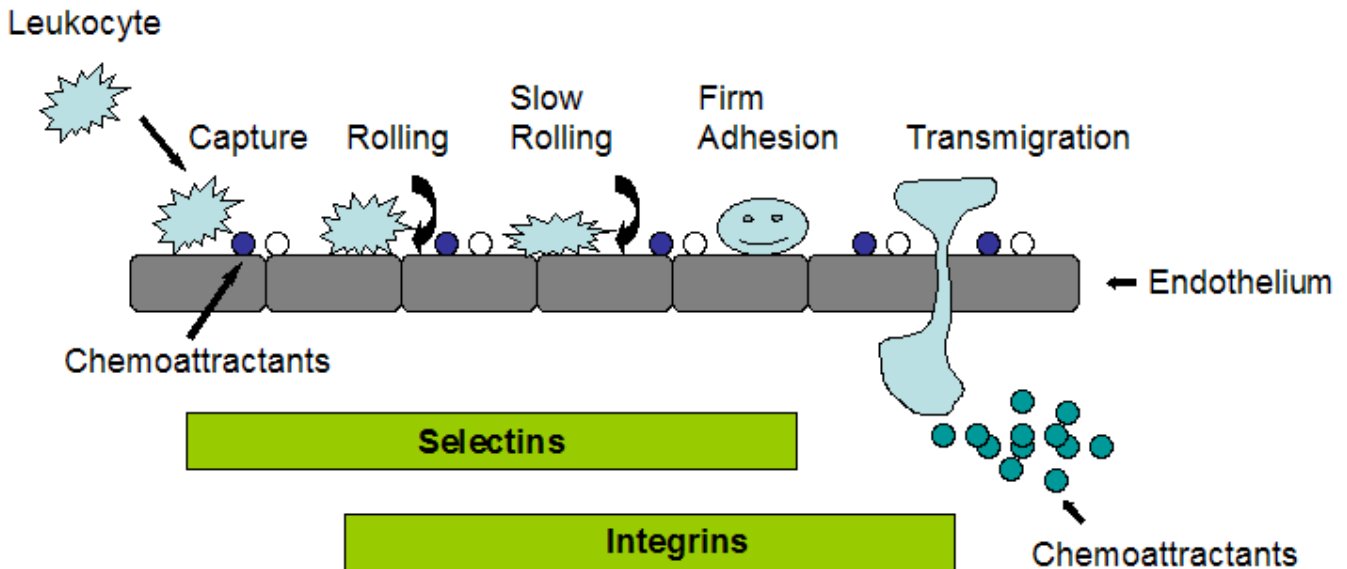 Leukocyte
Capture
Rolling
Slow
Rolling
Firm
Adhesion
Transmigration
Endothelium
Chemoattractants
Selectins
Integrins
Chemoattractants